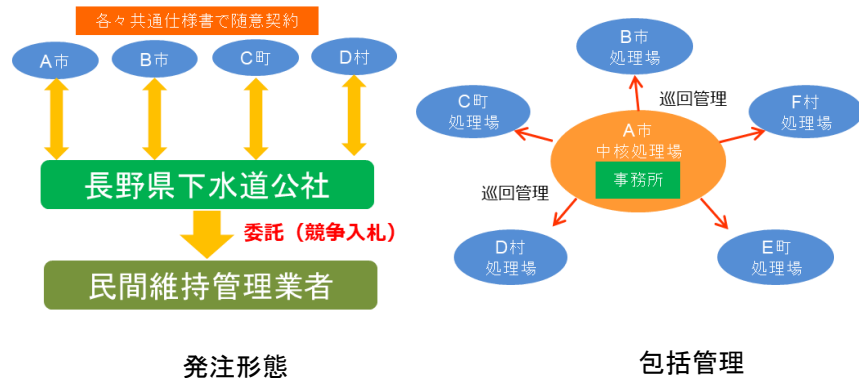 各々共通仕様書で随意契約
A市
B市
C町
D村
長野県下水道公社
委託（競争入札）
民間維持管理業者
発注形態
B市
処理場
C町
処理場
巡回管理
F村
処理場
A市
中核処理場
事務所
巡回管理
D村
処理場
E町
処理場
包括管理